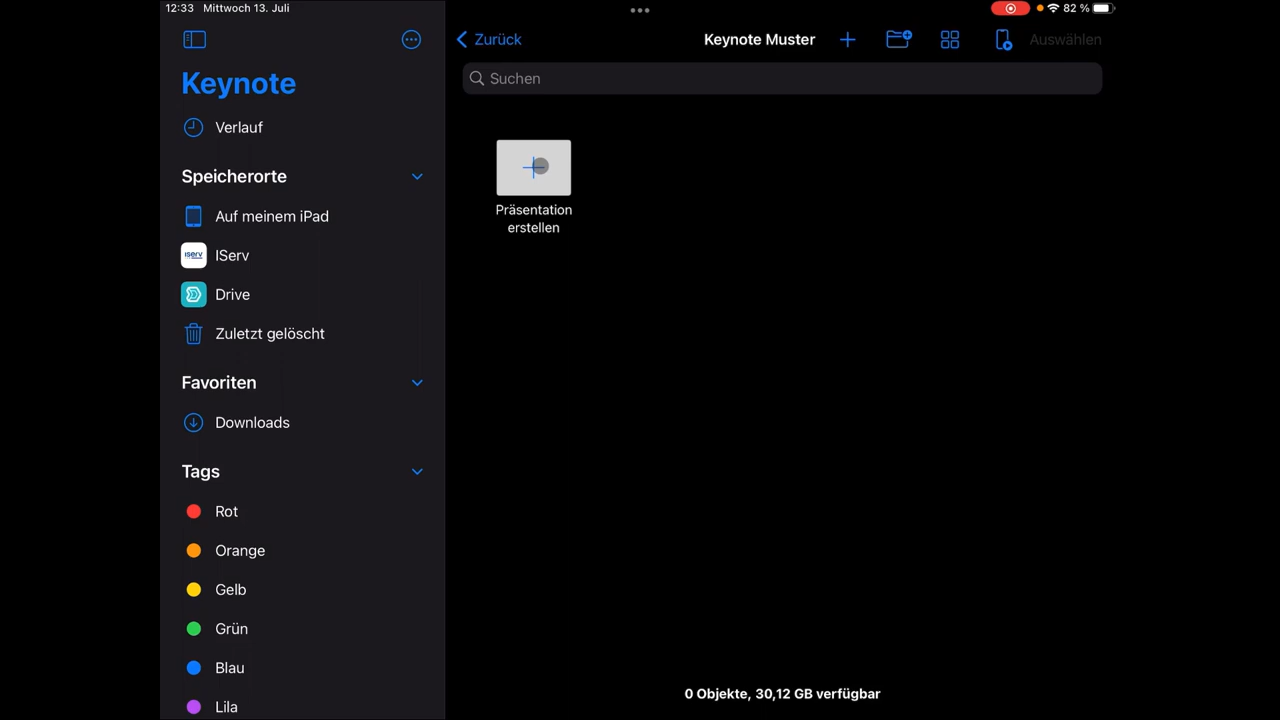 12:33 Mittwoch 13. Juli
82 %
Keynote
Verlauf
Speicherorte
Auf meinem iPad
iserv
IServ
Drive
Zuletzt gelöscht
Favoriten
Downloads
Tags
Rot
Orange
Gelb
Grün
Blau
Lila
Zurück
Keynote Muster
Auswählen
Suchen
Präsentation
erstellen
0 Objekte, 30,12 GB verfügbar